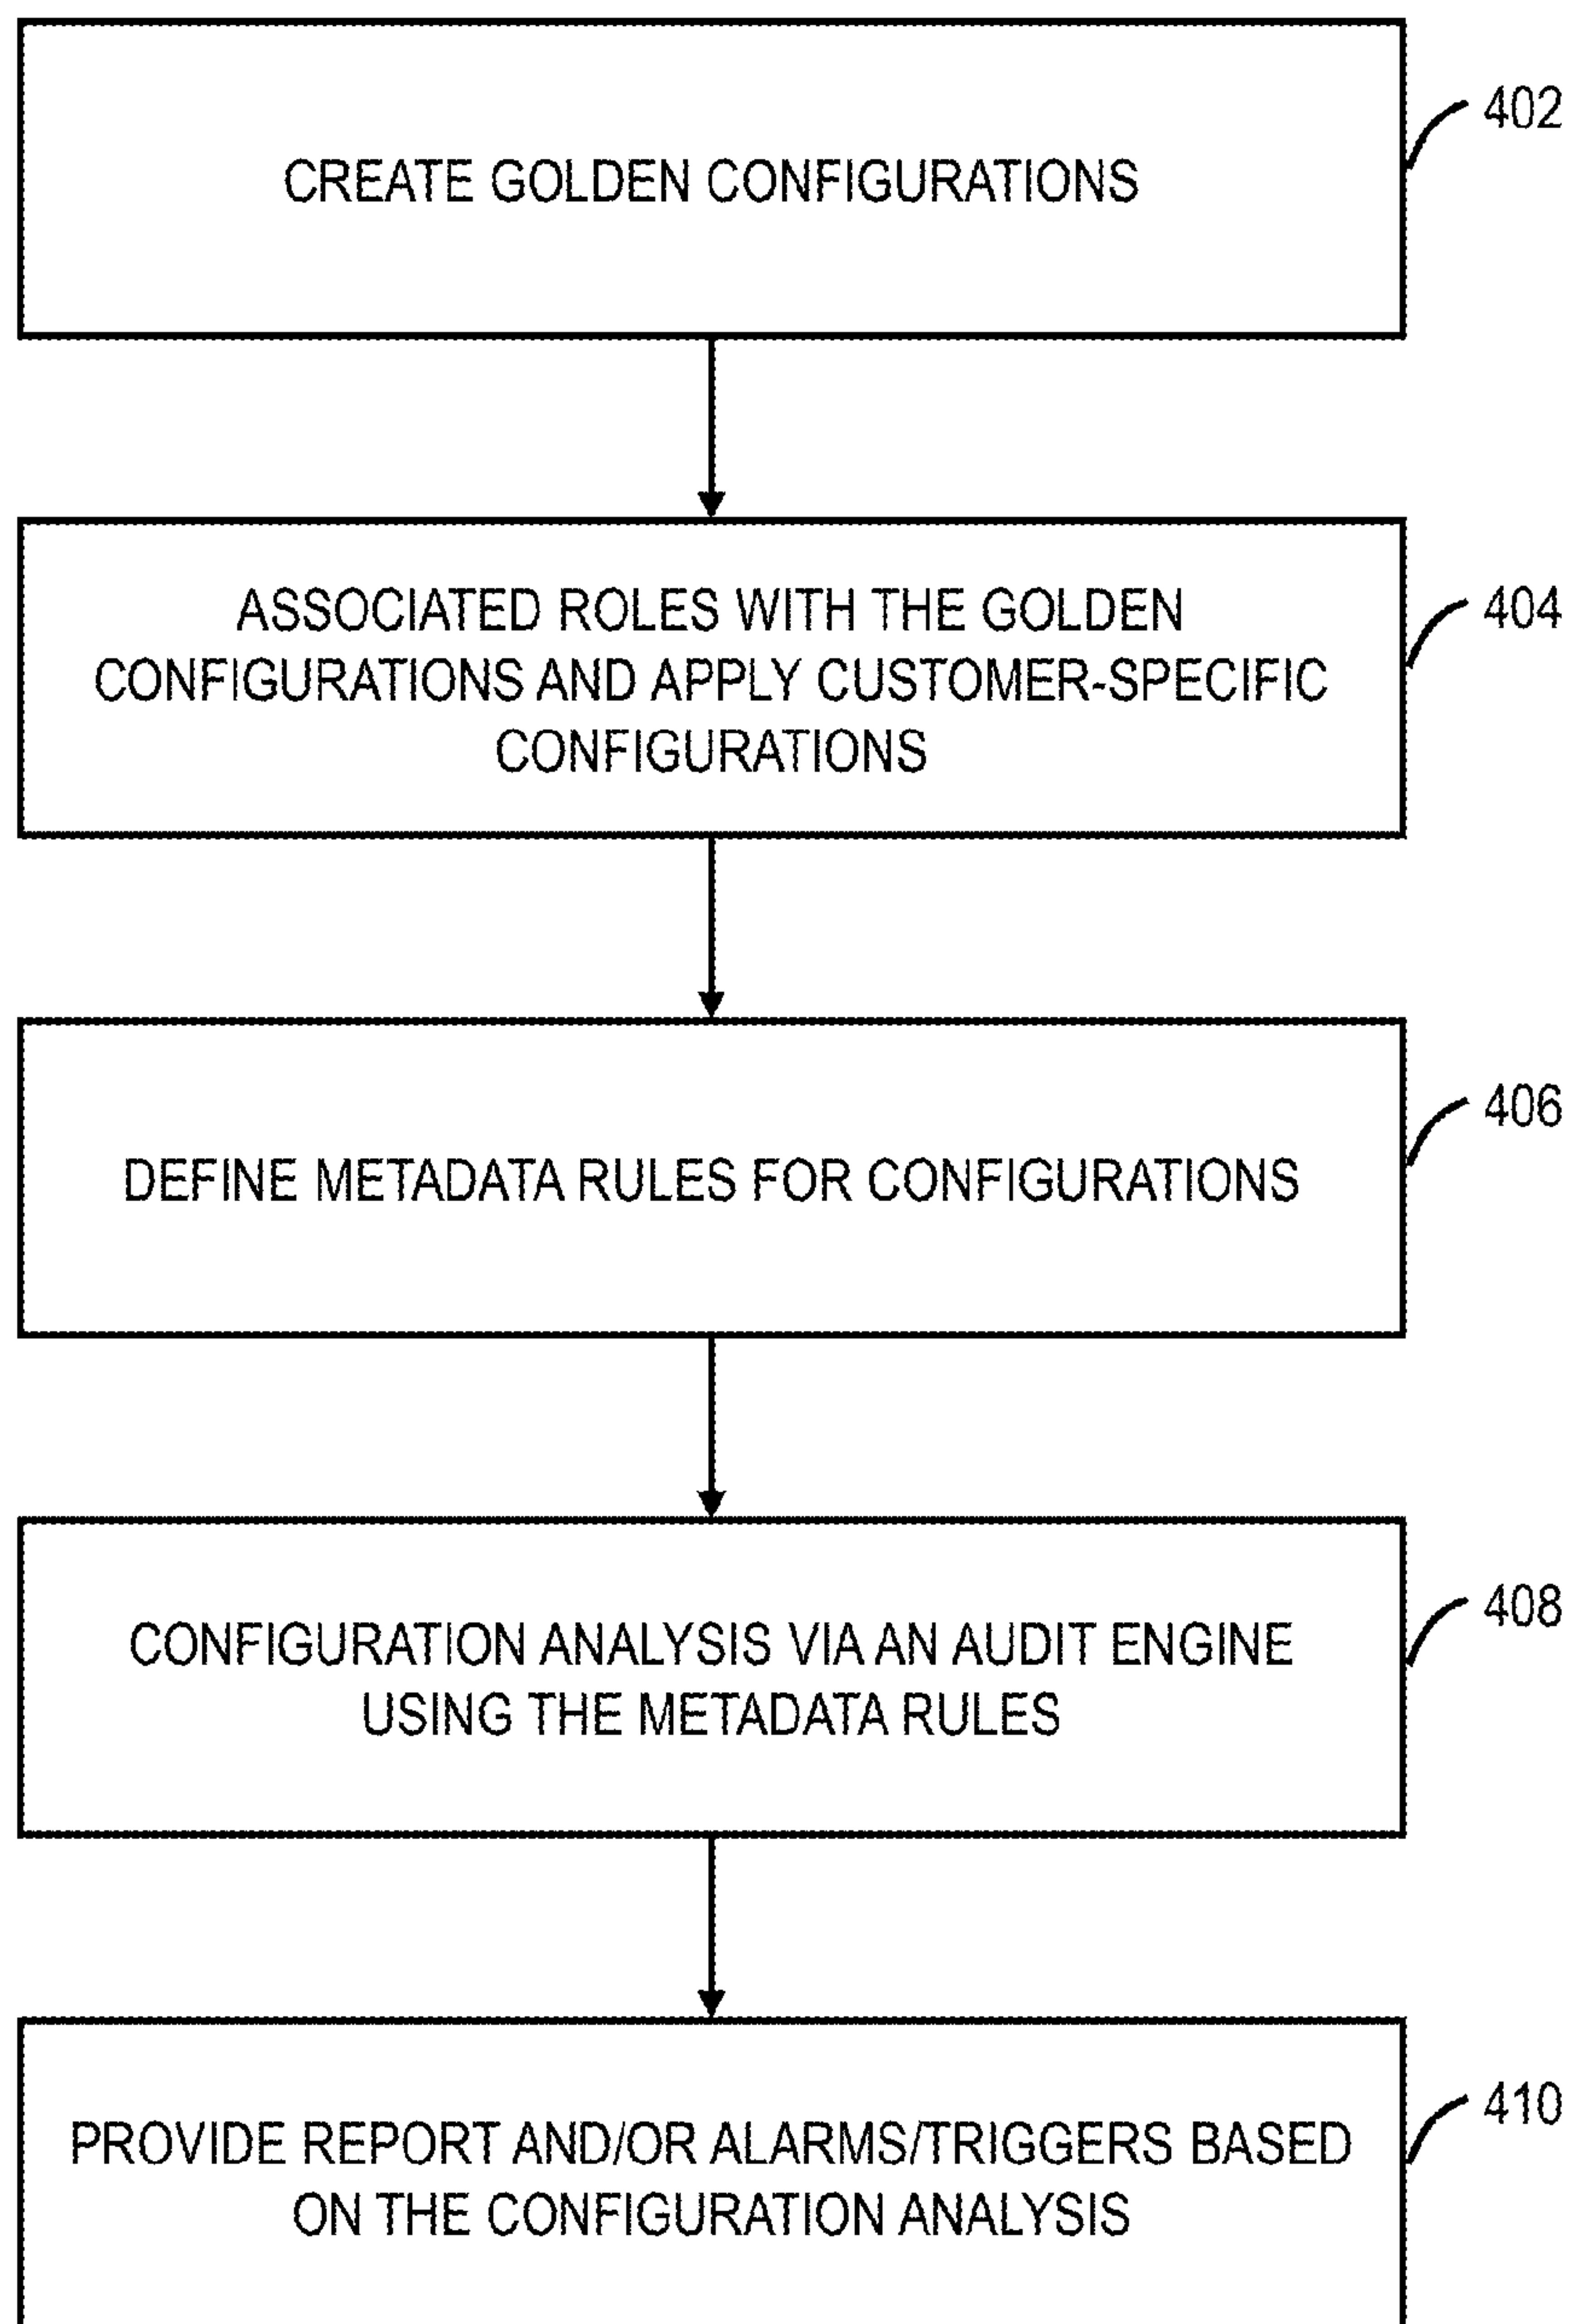 CREATE GOLDEN CONFIGURATIONS
402
ASSOCIATED ROLES WITH THE GOLDEN
CONFIGURATIONS AND APPLY CUSTOMER-SPECIFIC
CONFIGURATIONS
404
DEFINE METADATA RULES FOR CONFIGURATIONS
406
CONFIGURATION ANALYSIS VIA AN AUDIT ENGINE
USING THE METADATA RULES
408
PROVIDE REPORT AND/OR ALARMS/TRIGGERS BASED
ON THE CONFIGURATION ANALYSIS
410